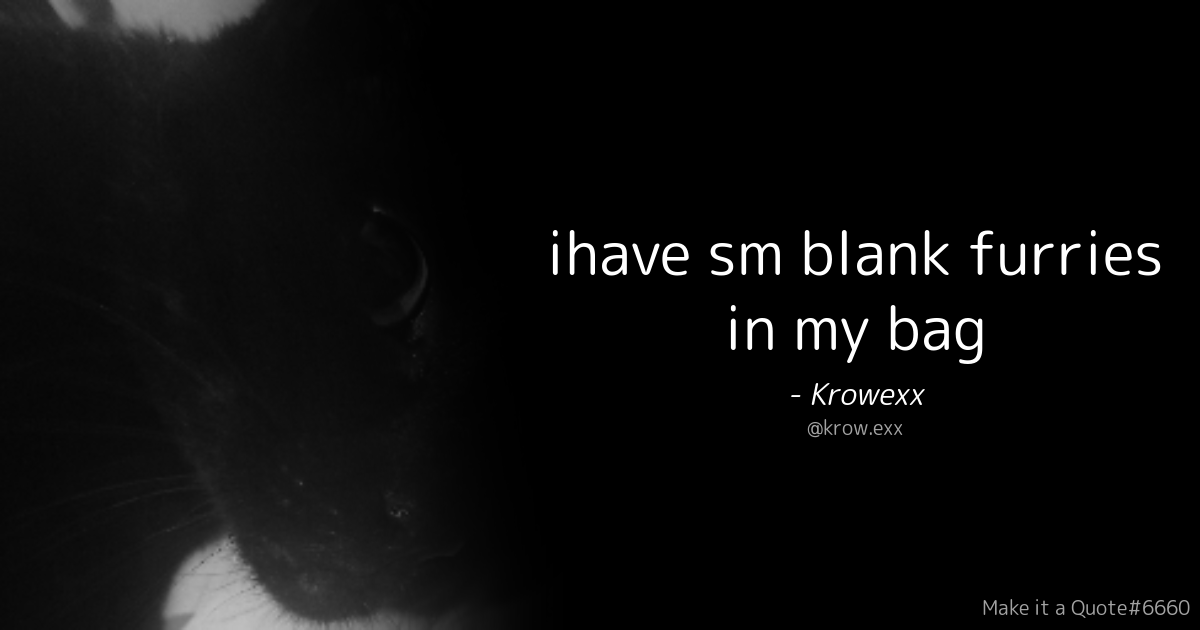 ihave sm blank furries
in my bag
- Krowexx
@krow.exx
Make it a Quote#6660